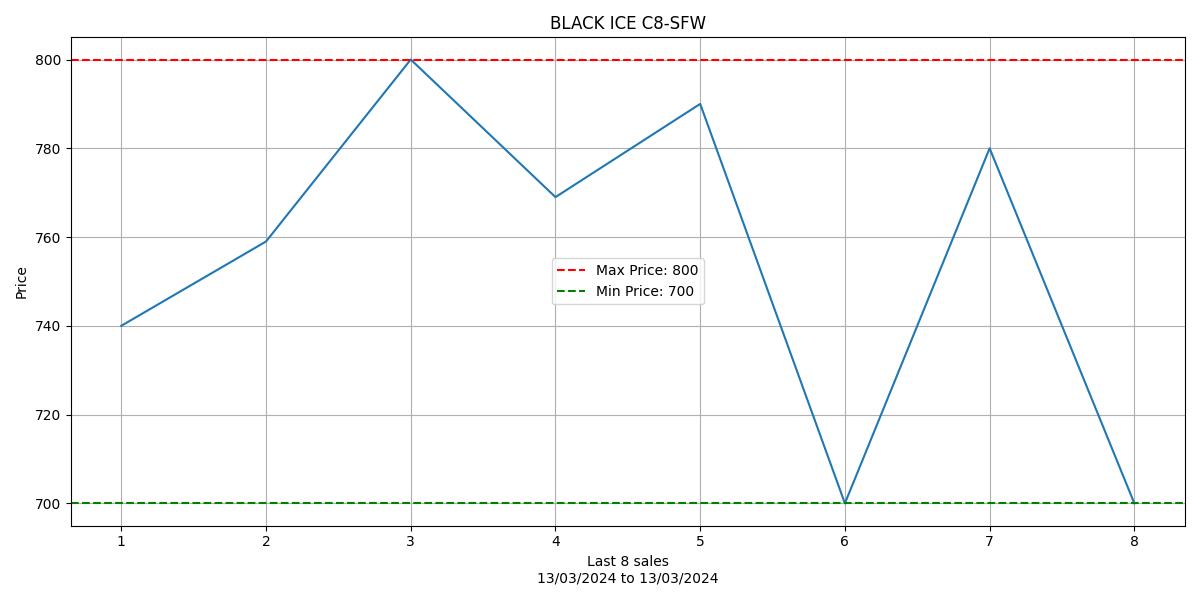 BLACK ICE C8-SFW
800
780
760
740
720
700
Price
Max Price: 800
Min Price: 700
1 2 3 4 5 6 7 8
Last 8 sales
13/03/2024 to 13/03/2024